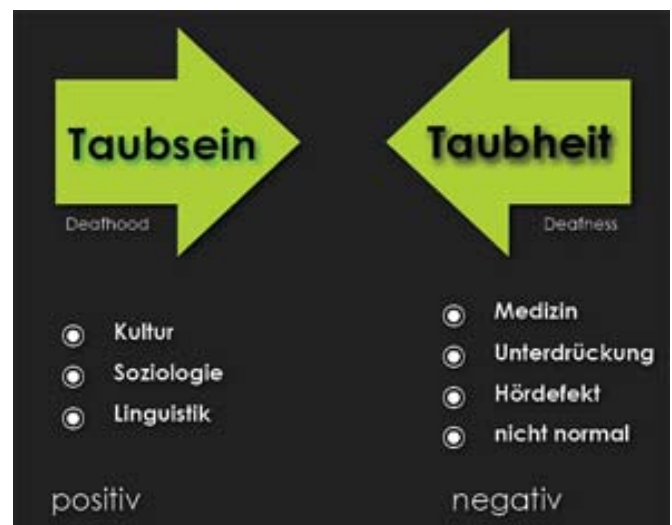 Taubsein
Deafhood
Kultur
Soziologie
Linguistik
positiv
Taubheit
Deafness
Medizin
Unterdrückung
Hördefekt
nicht normal
negativ